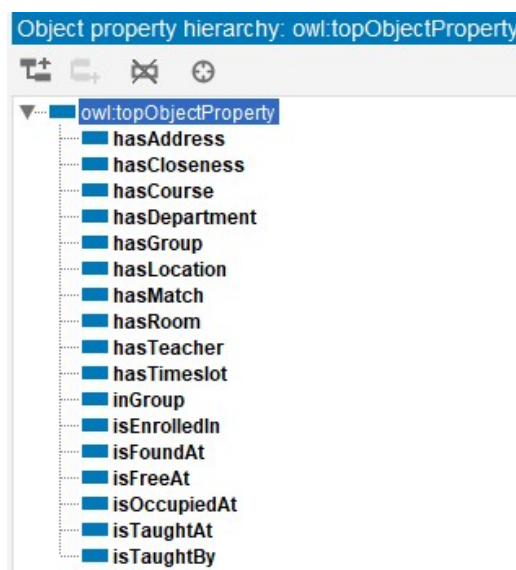 Object property hierarchy: owl:topObjectProperty
owl:topObjectProperty
hasAddress
hasCloseness
hasCourse
hasDepartment
hasGroup
hasLocation
hasMatch
hasRoom
hasTeacher
hasTimeslot
inGroup
isEnrolledIn
isFoundAt
isFreeAt
isOccupiedAt
isTaughtAt
isTaughtBy